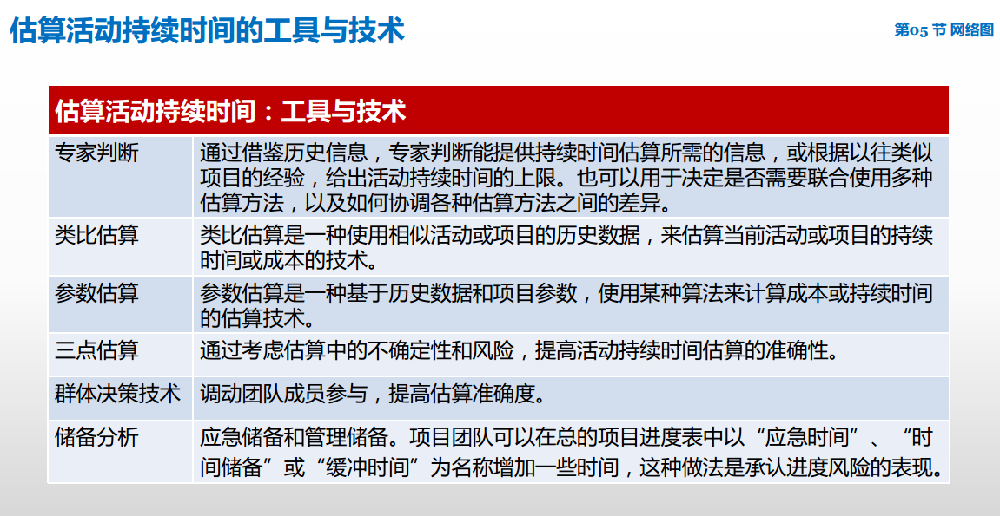 估算活动持续时间的工具与技术
第05 节 网络图
估算活动持续时间：工具与技术
专家判断
通过借鉴历史信息，专家判断能提供持续时间估算所需的信息，或根据以往类似
项目的经验，给出活动持续时间的上限。也可以用于决定是否需要联合使用多种
估算方法，以及如何协调各种估算方法之间的差异。
类比估算
类比估算是一种使用相似活动或项目的历史数据，来估算当前活动或项目的持续
时间或成本的技术。
参数估算
参数估算是一种基于历史数据和项目参数，使用某种算法来计算成本或持续时间
的估算技术。
三点估算
通过考虑估算中的不确定性和风险，提高活动持续时间估算的准确性。
群体决策技术
调动团队成员参与，提高估算准确度。
储备分析
应急储备和管理储备。项目团队可以在总的项目进度表中以“应急时间”、“时
间储备”或“缓冲时间”为名称增加一些时间，这种做法是承认进度风险的表现。